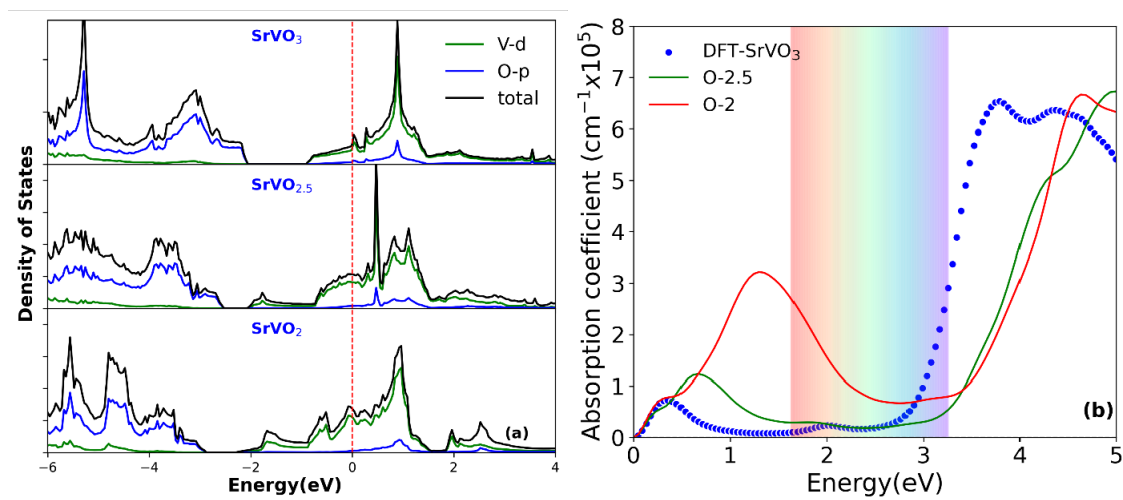 SrVO₃
V-d
O-p
total
SrVO₂.₅
SrVO₂
(a)
Density of States
−6 −4 −2 0 2 4
Energy(eV)
8
7
6
5
4
3
2
1
0
Absorption coefficient (cm⁻¹x10⁵)
DFT-SrVO₃
O-2.5
O-2
(b)
0 1 2 3 4 5
Energy(eV)